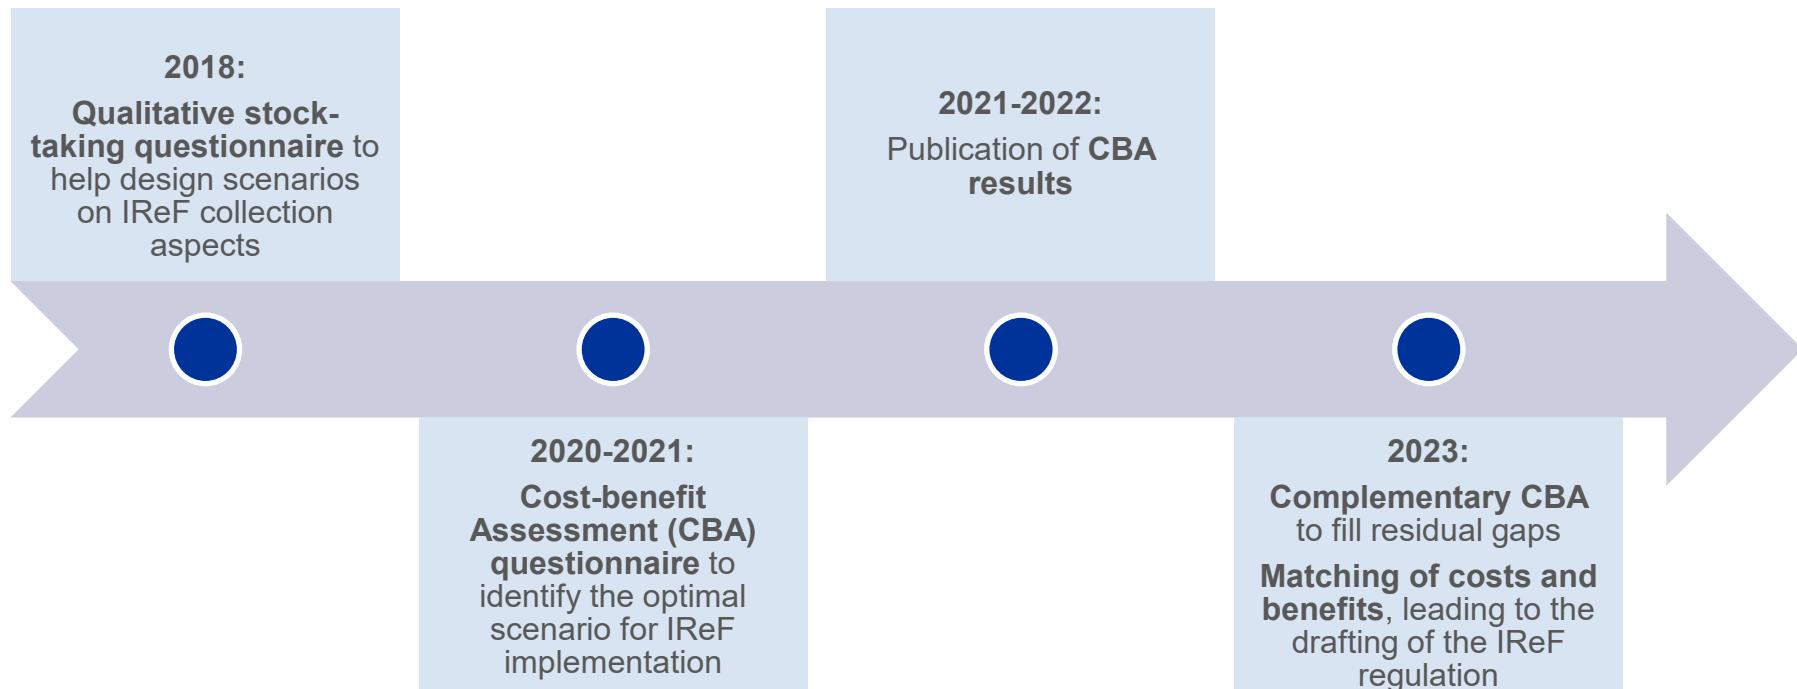 2018:
Qualitative stock-
taking questionnaire to
help design scenarios
on IReF collection
aspects
2020-2021:
Cost-benefit
Assessment (CBA)
questionnaire to
identify the optimal
scenario for IReF
implementation
2021-2022:
Publication of CBA
results
2023:
Complementary CBA
to fill residual gaps
Matching of costs and
benefits, leading to the
drafting of the IReF
regulation